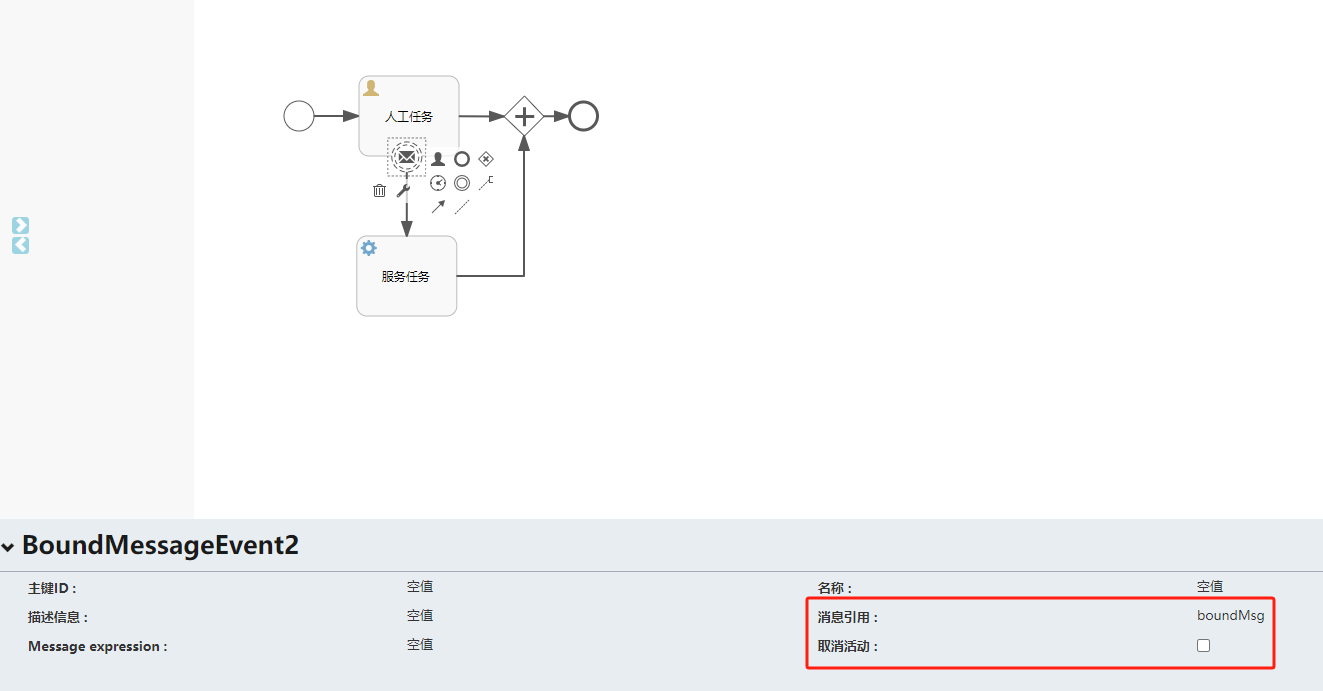 人工任务
服务任务
BoundMessageEvent2
主键ID : 空值 名称 : 空值
描述信息 : 空值 消息引用 : boundMsg
Message expression : 空值 取消活动 :